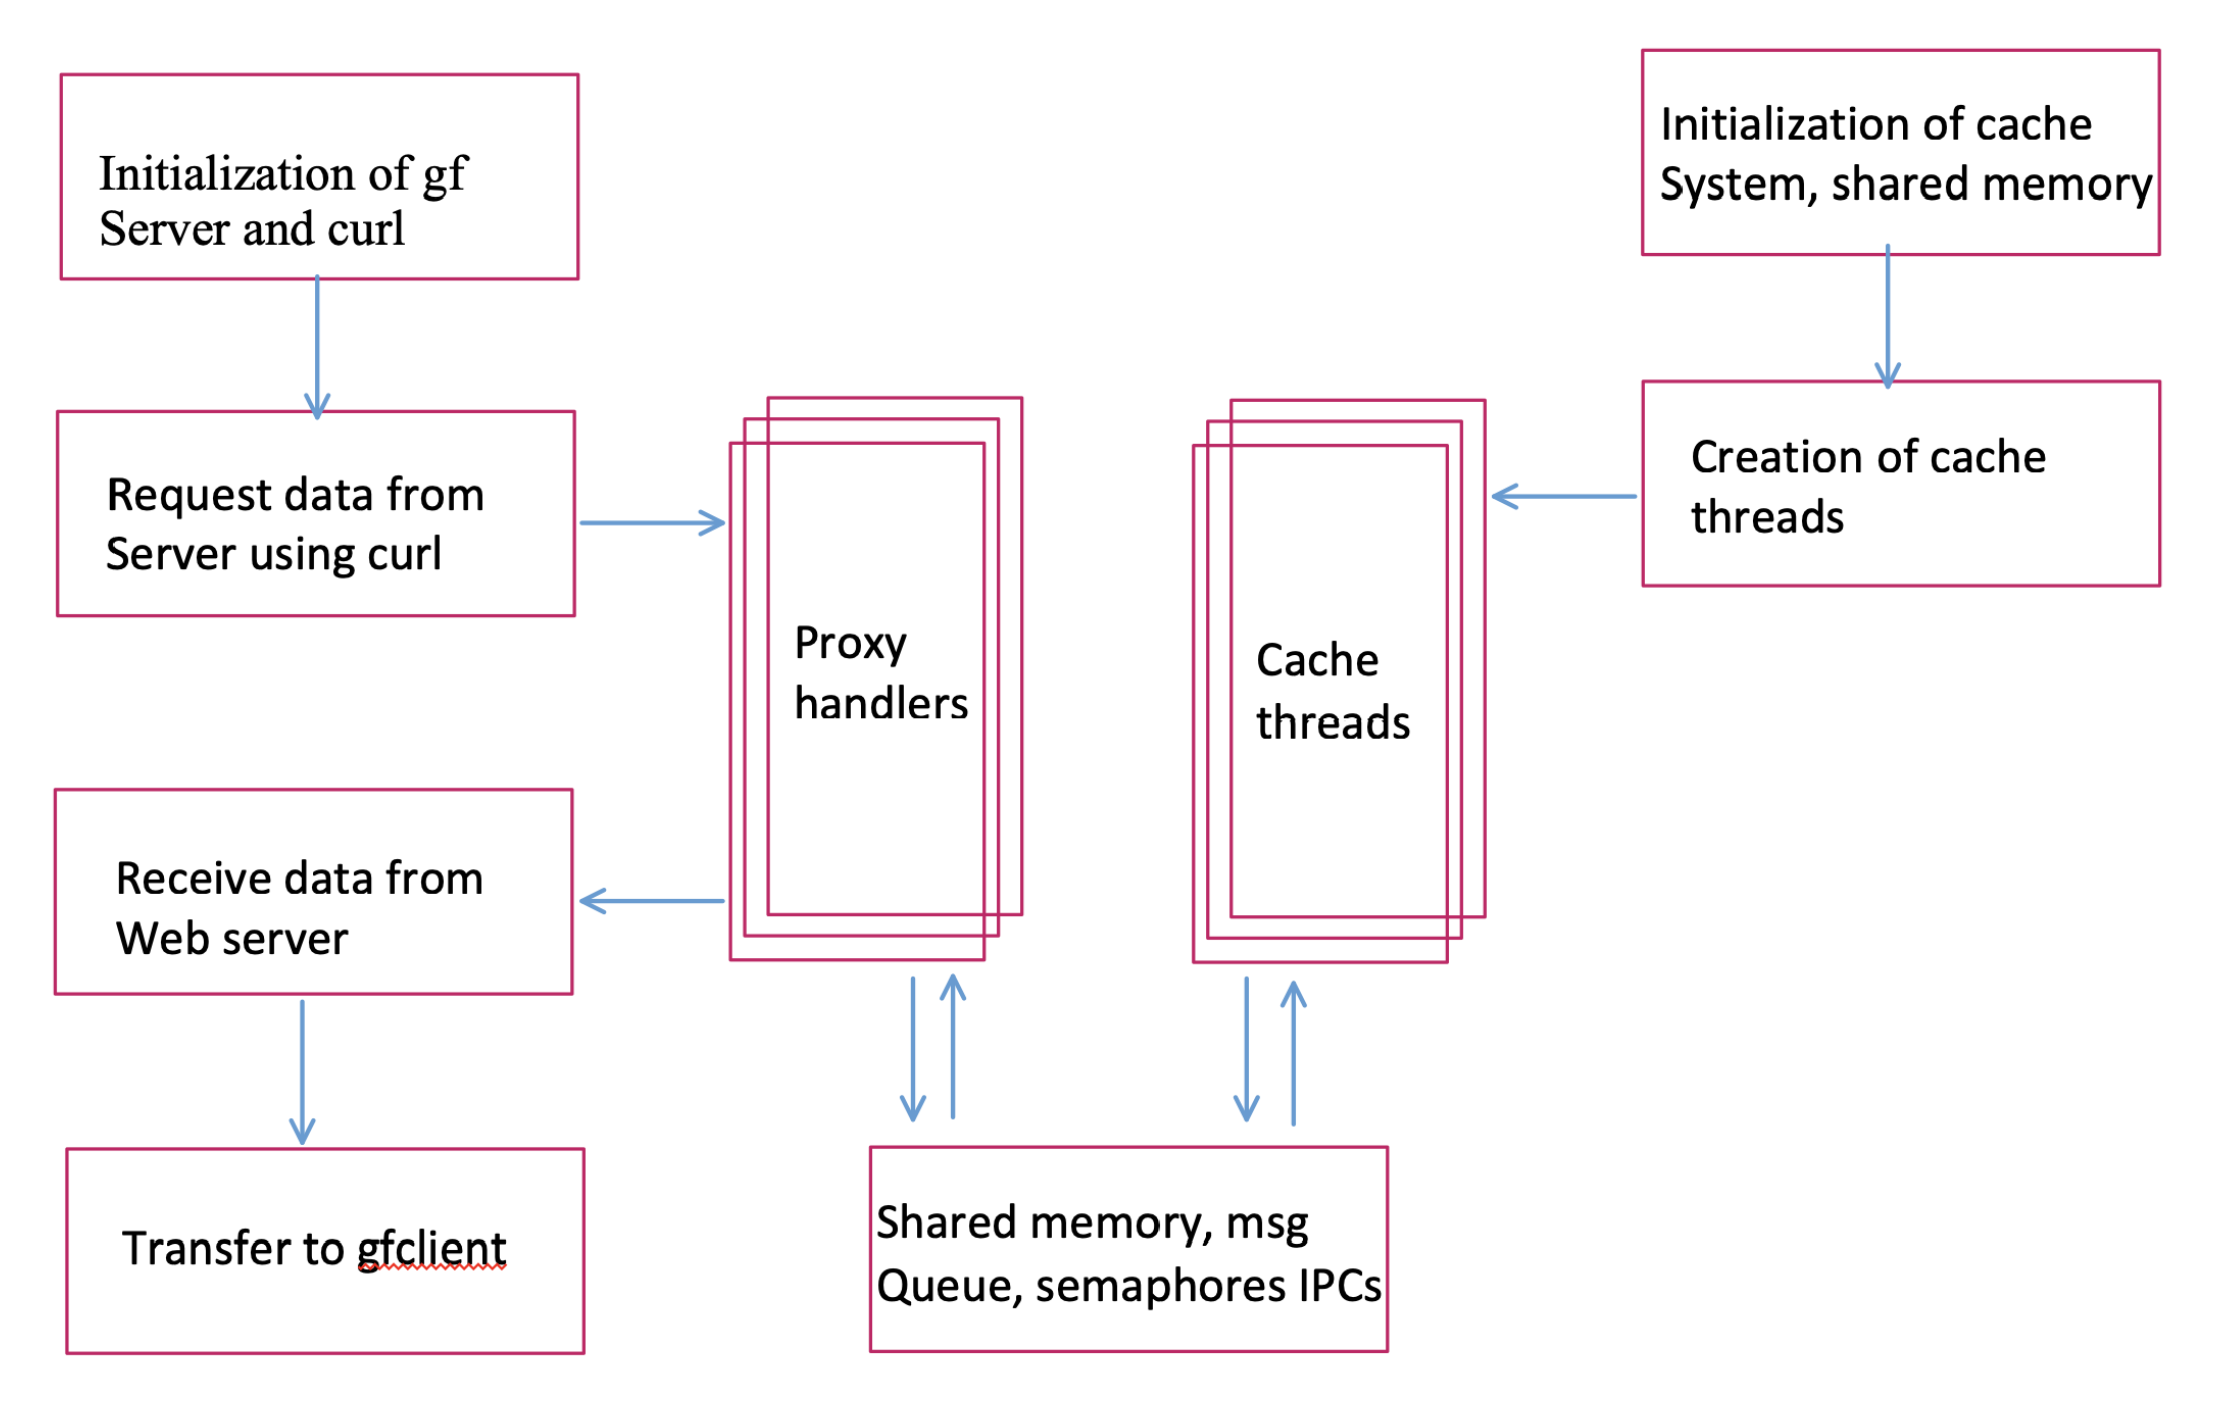 Initialization of gf
Server and curl
Request data from
Server using curl
Receive data from
Web server
Transfer to gfclient
Proxy
handlers
Cache
threads
Shared memory, msg
Queue, semaphores IPCs
Initialization of cache
System, shared memory
Creation of cache
threads